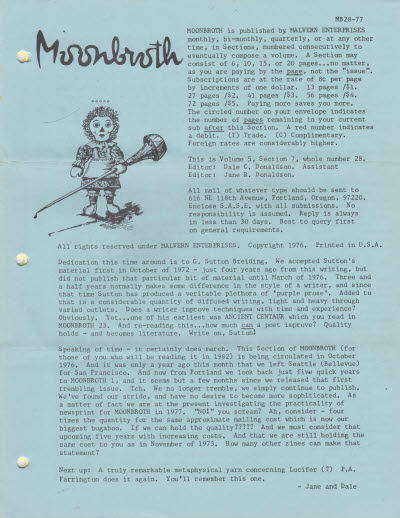 MB28-77
Moonbroth
MOONBROTH is published by MALVERN ENTERPRISES
monthly, bi-monthly, quarterly, or at any other
time, in Sections, numbered consecutively to
eventually compose a volume. A Section may
consist of 6, 10, 15, or 20 pages...no matter,
as you are paying by the page, not the "issue".
Subscriptions are at the rate of 8¢ per page
by increments of one dollar. 13 pages /$1.
27 pages /$2. 41 pages /$3. 56 pages /$4.
72 pages /$5. Paying more saves you more.
The circled number on your envelope indicates
the number of pages remaining in your current
sub after this Section. A red number indicates
a debit. (T) Trade. (C) Complimentary.
Foreign rates are considerably higher.
This is Volume 5, Section 7, whole number 28.
Editor: Dale C. Donaldson. Assistant
Editor: Jane R. Donaldson.
All mail of whatever type should be sent to
616 NE 118th Avenue, Portland, Oregon, 97220.
Enclose S.A.S.E. with all submissions. No
responsibility is assumed. Reply is always
in less than 30 days. Best to query first
on general requirements.
All rights reserved under MALVERN ENTERPRISES. Copyright 1976. Printed in U.S.A.
Dedication this time around is to G. Sutton Breiding. We accepted Sutton's
material first in October of 1972 - just four years ago from this writing, but
did not publish that particular bit of material until March of 1976. Three and
a half years normally makes some difference in the style of a writer, and since
that time Sutton has produced a veritable plethora of 'purple prose'. Added to
that is a considerable quantity of diffused writing, light and heavy through
varied outlets. Does a writer improve techniques with time and experience?
Obviously. Yet...one of his earliest was ANCIENT CENTAUR which you read in
MOONBROTH 23. And re-reading this...how much can a poet improve? Quality
holds - and becomes literature. Write on, Sutton!
Speaking of time - it certainly does march. This Section of MOONBROTH (for
those of you who will be reading it in 1982) is being circulated in October
1976. And it was only a year ago this month that we left Seattle (Bellevue)
for San Francisco. And now from Portland we look back just five quick years
to MOONBROTH 1, and it seems but a few months since we released that first
trembling issue. Tch. We no longer tremble, we simply continue to publish.
We've found our stride, and have no desire to become more sophiticated. As
a matter of fact we are at the present investigating the practicality of
newsprint for MOONBROTH in 1977. "NO!" you scream? Ah, consider - four
times the quantity for the same approximate mailing cost which is now our
biggest bugaboo. If we can hold the quality????? And we must consider that
upcoming five years with increasing costs. And that we are still holding the
same cost to you as in November of 1973. How many other zines can make that
statement?
Next up: A truly remarkable metaphysical yarn concerning Lucifer (?) P.A.
Farrington does it again. You'll remember this one.
- Jane and Dale